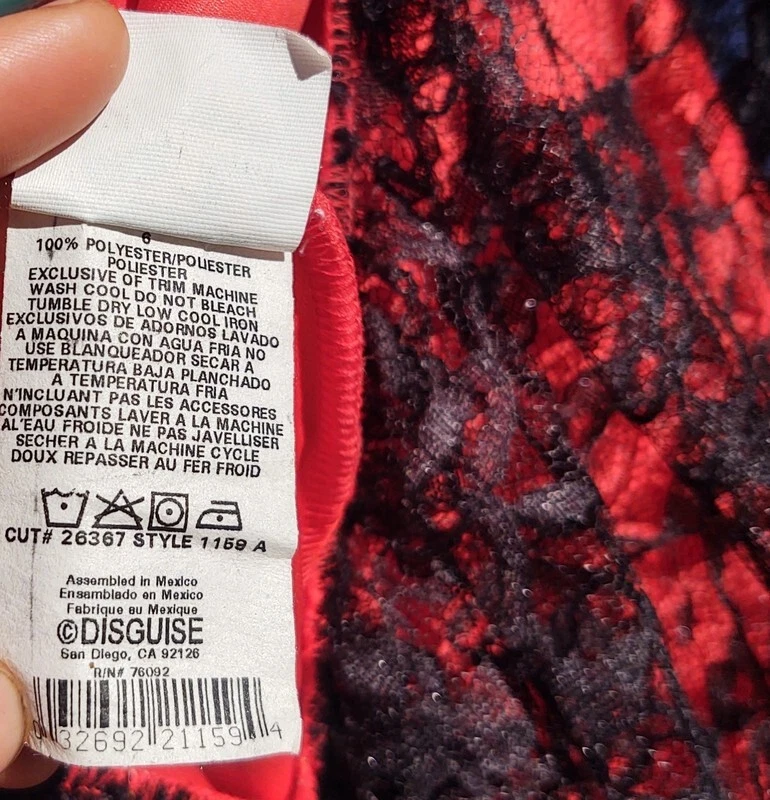 6
100% POLYESTER/POLIESTER
POLIESTER
EXCLUSIVE OF TRIM MACHINE
WASH COOL DO NOT BLEACH
TUMBLE DRY LOW COOL IRON
EXCLUSIVOS DE ADORNOS LAVADO
A MAQUINA CON AGUA FRIA NO
USE BLANQUEADOR SECAR A
TEMPERATURA BAJA PLANCHADO
A TEMPERATURA FRIA
N'INCLUANT PAS LES ACCESSORES
COMPOSANTS LAVER A LA MACHINE
AL'EAU FROIDE NE PAS JAVELLISER
SECHER A LA MACHINE CYCLE
DOUX REPASSER AU FER FROID
CUT# 26367 STYLE 1159 A
Assembled in Mexico
Ensamblado en Mexico
Fabrique au Mexique
©DISGUISE
San Diego, CA 92126
R/N# 76092
0 32692 21159 4